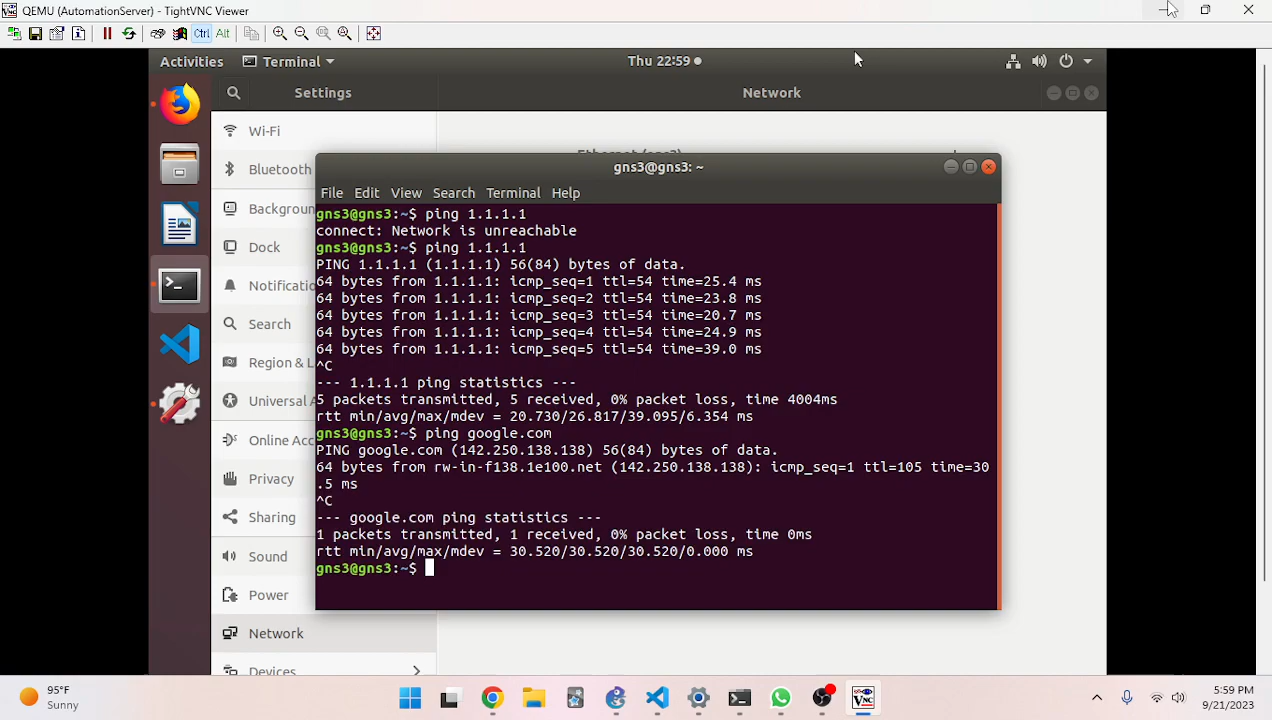 QEMU (AutomationServer) - TightVNC Viewer
Ctrl Alt
Activities Terminal Thu 22:59
Settings Network
Wi-Fi
Bluetooth
Backgroun
Dock
Notificatio
Search
Region & L
Universal A
Online Acc
Privacy
Sharing
Sound
Power
Network
Devices
Ethernet (ens3)
gns3@gns3: ~
File Edit View Search Terminal Help
gns3@gns3:~$ ping 1.1.1.1
connect: Network is unreachable
gns3@gns3:~$ ping 1.1.1.1
PING 1.1.1.1 (1.1.1.1) 56(84) bytes of data.
64 bytes from 1.1.1.1: icmp_seq=1 ttl=54 time=25.4 ms
64 bytes from 1.1.1.1: icmp_seq=2 ttl=54 time=23.8 ms
64 bytes from 1.1.1.1: icmp_seq=3 ttl=54 time=20.7 ms
64 bytes from 1.1.1.1: icmp_seq=4 ttl=54 time=24.9 ms
64 bytes from 1.1.1.1: icmp_seq=5 ttl=54 time=39.0 ms
^C
--- 1.1.1.1 ping statistics ---
5 packets transmitted, 5 received, 0% packet loss, time 4004ms
rtt min/avg/max/mdev = 20.730/26.817/39.095/6.354 ms
gns3@gns3:~$ ping google.com
PING google.com (142.250.138.138) 56(84) bytes of data.
64 bytes from rw-in-f138.1e100.net (142.250.138.138): icmp_seq=1 ttl=105 time=30
.5 ms
^C
--- google.com ping statistics ---
1 packets transmitted, 1 received, 0% packet loss, time 0ms
rtt min/avg/max/mdev = 30.520/30.520/30.520/0.000 ms
gns3@gns3:~$
95°F
Sunny
5:59 PM
9/21/2023